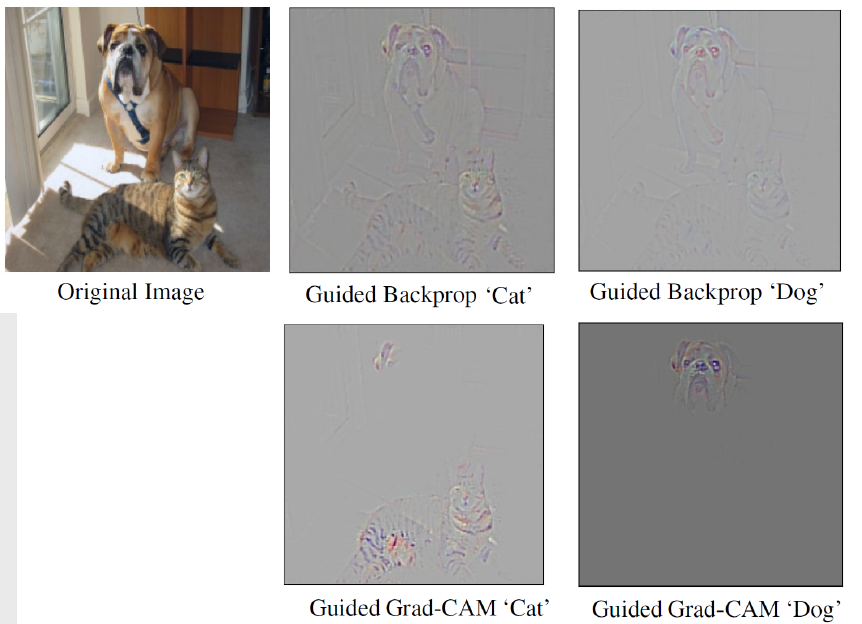 Original Image
Guided Backprop ‘Cat’
Guided Backprop ‘Dog’
Guided Grad-CAM ‘Cat’
Guided Grad-CAM ‘Dog’